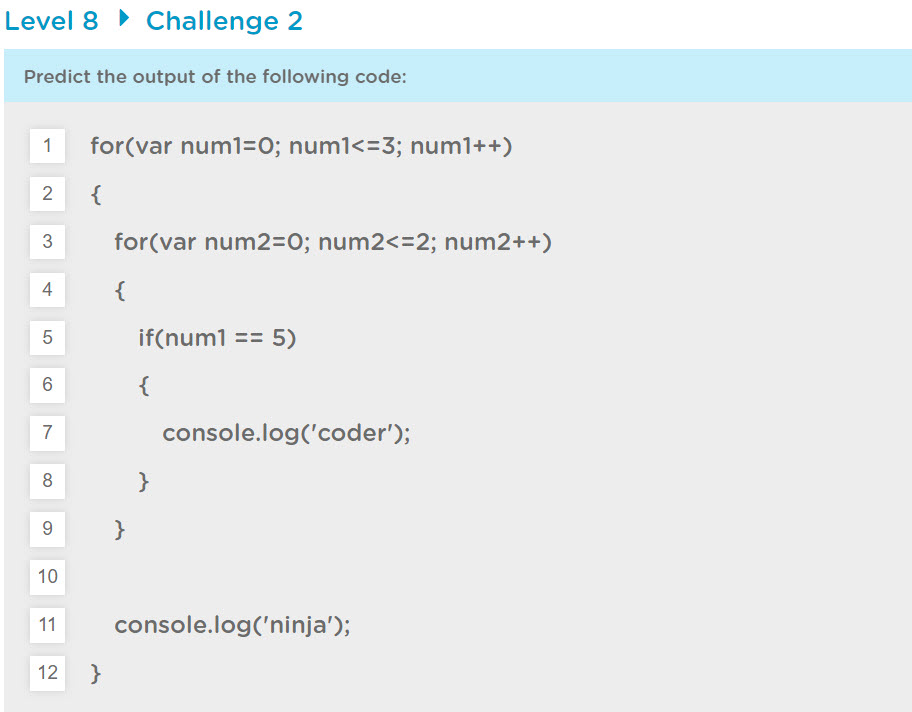 Level 8 Challenge 2
Predict the output of the following code:
1 for(var num1=0; num1<=3; num1++)
2 {
3 for(var num2=0; num2<=2; num2++)
4 {
5 if(num1 == 5)
6 {
7 console.log('coder');
8 }
9 }
10
11 console.log('ninja');
12 }